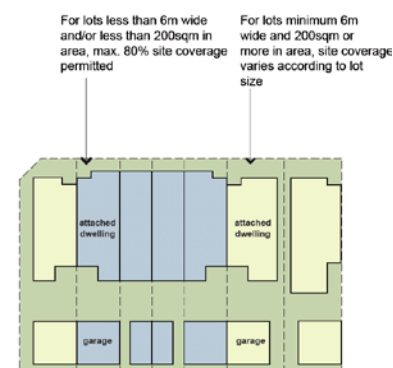 For lots less than 6m wide
and/or less than 200sqm in
area, max. 80% site coverage
permitted
For lots minimum 6m
wide and 200sqm or
more in area, site coverage
varies according to lot
size
attached
dwelling
attached
dwelling
garage
garage